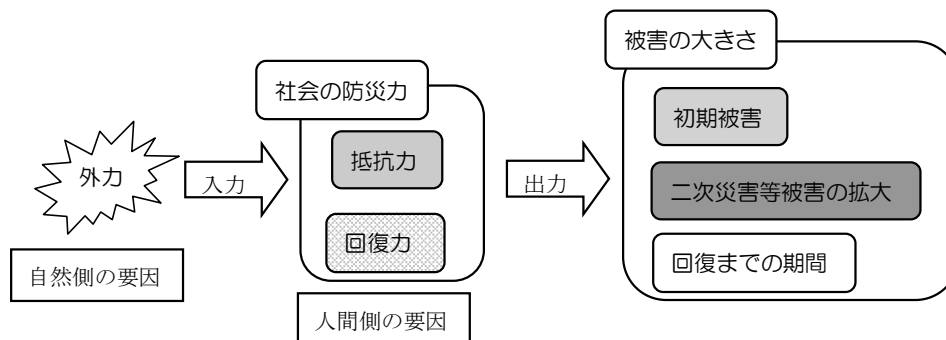 外力
自然側の要因
入力
社会の防災力
抵抗力
回復力
人間側の要因
出力
被害の大きさ
初期被害
二次災害等被害の拡大
回復までの期間